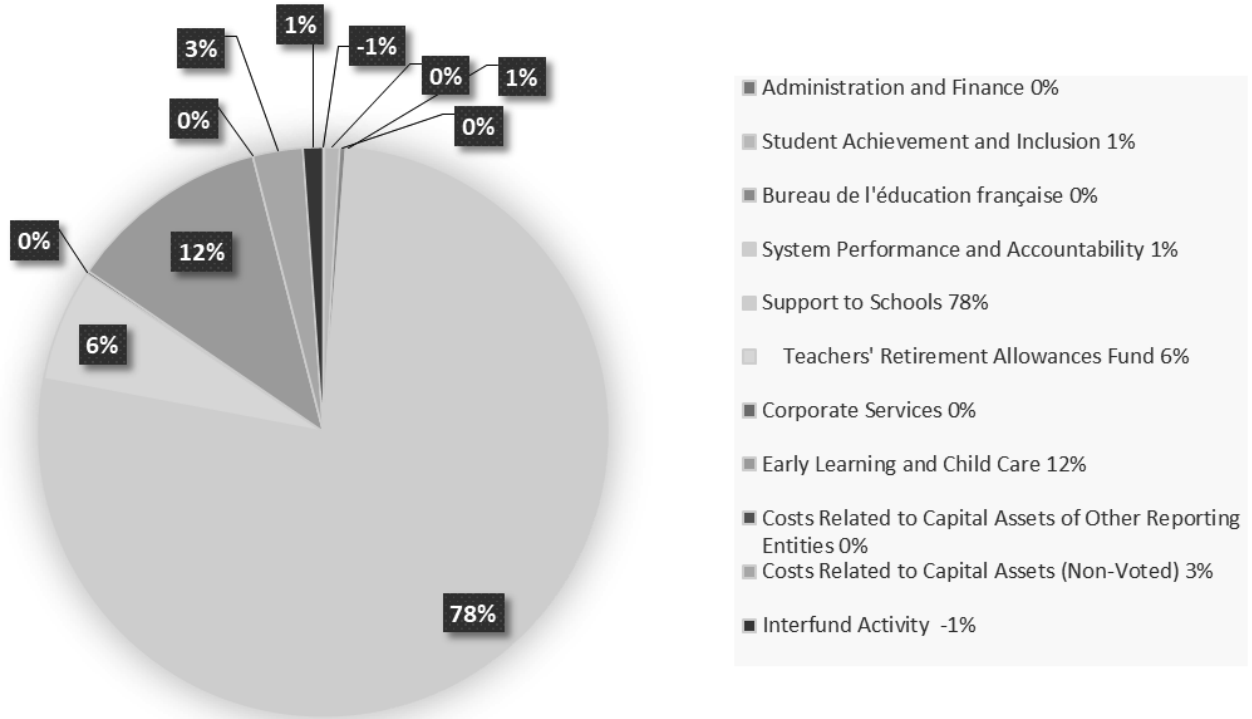 1%
3%
-1%
0%
1%
0%
0%
0%
12%
6%
78%
Administration and Finance 0%
Student Achievement and Inclusion 1%
Bureau de l'éducation française 0%
System Performance and Accountability 1%
Support to Schools 78%
Teachers' Retirement Allowances Fund 6%
Corporate Services 0%
Early Learning and Child Care 12%
Costs Related to Capital Assets of Other Reporting
Entities 0%
Costs Related to Capital Assets (Non-Voted) 3%
Interfund Activity -1%